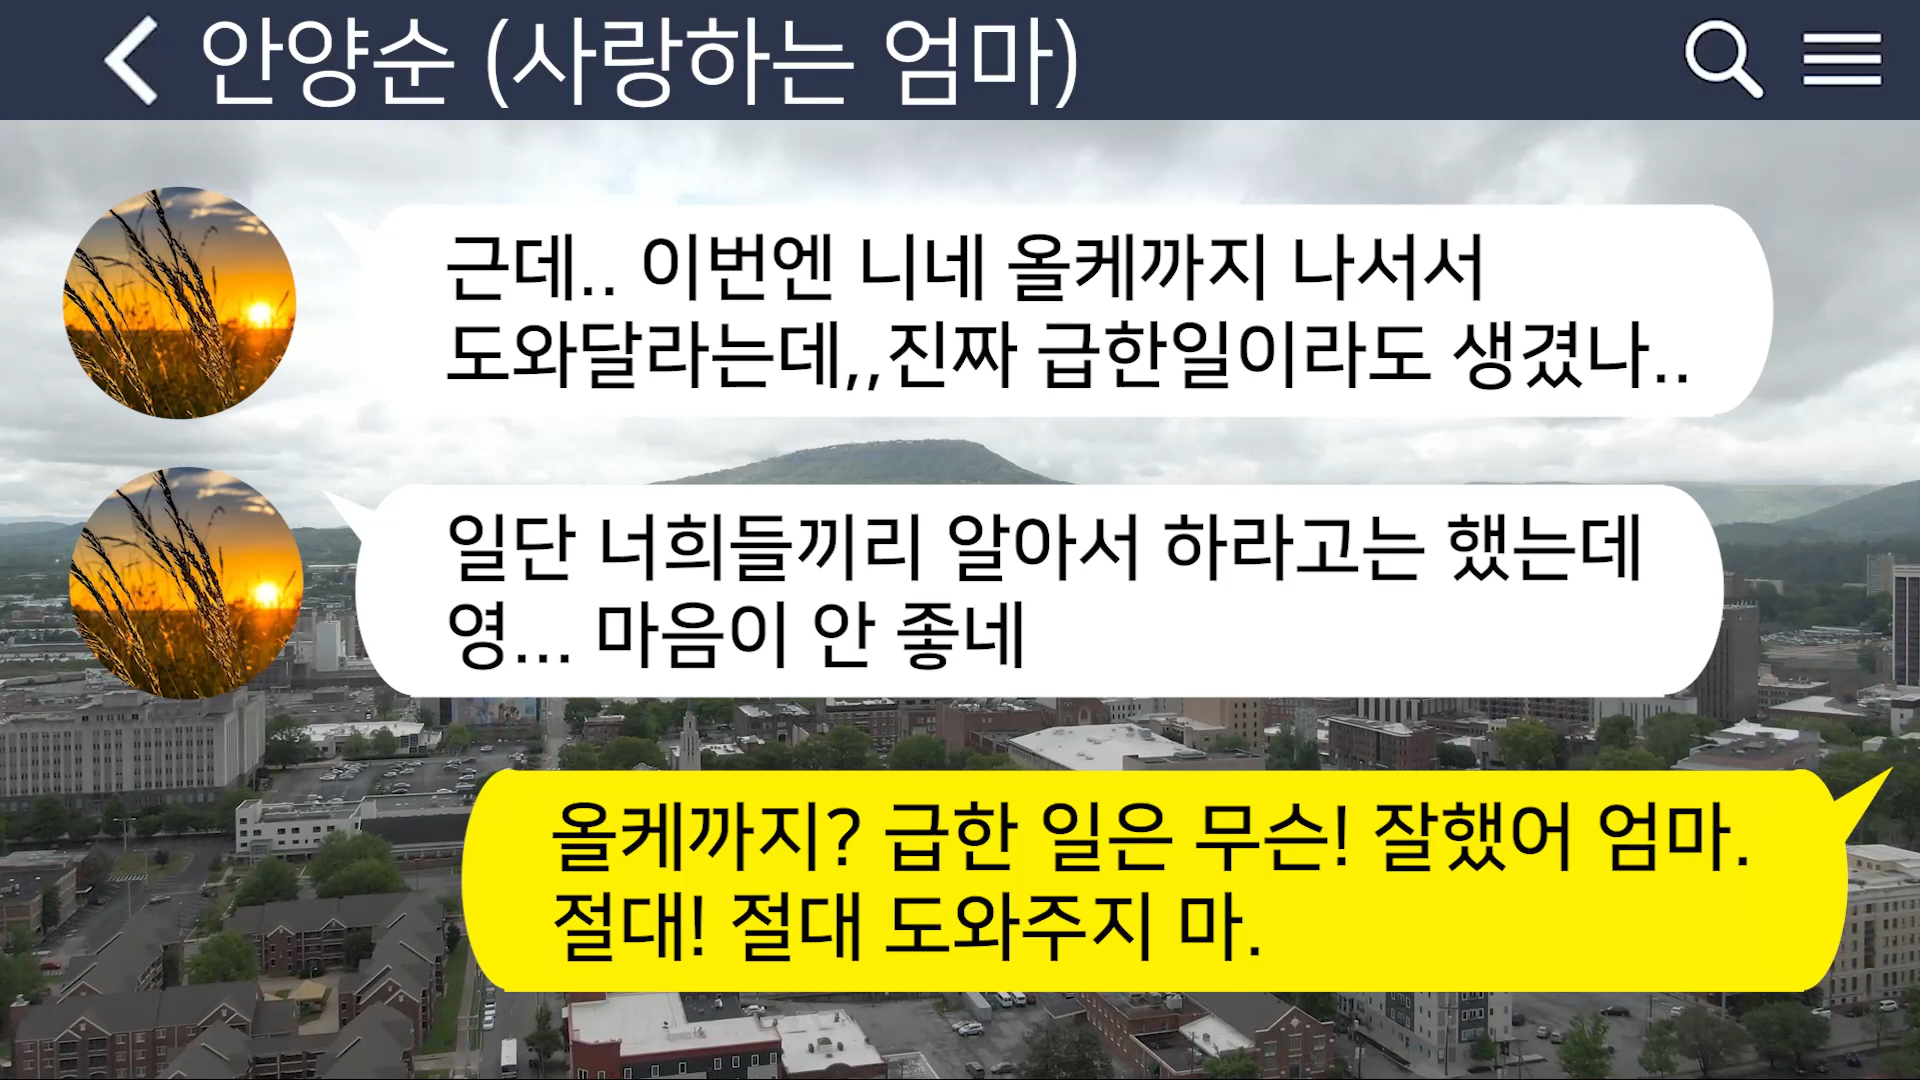 안양순 (사랑하는 엄마)
근데.. 이번엔 니네 올케까지 나서서
도와달라는데,,진짜 급한일이라도 생겼나..
일단 너희들끼리 알아서 하라고는 했는데
영... 마음이 안 좋네
올케까지? 급한 일은 무슨! 잘했어 엄마.
절대! 절대 도와주지 마.